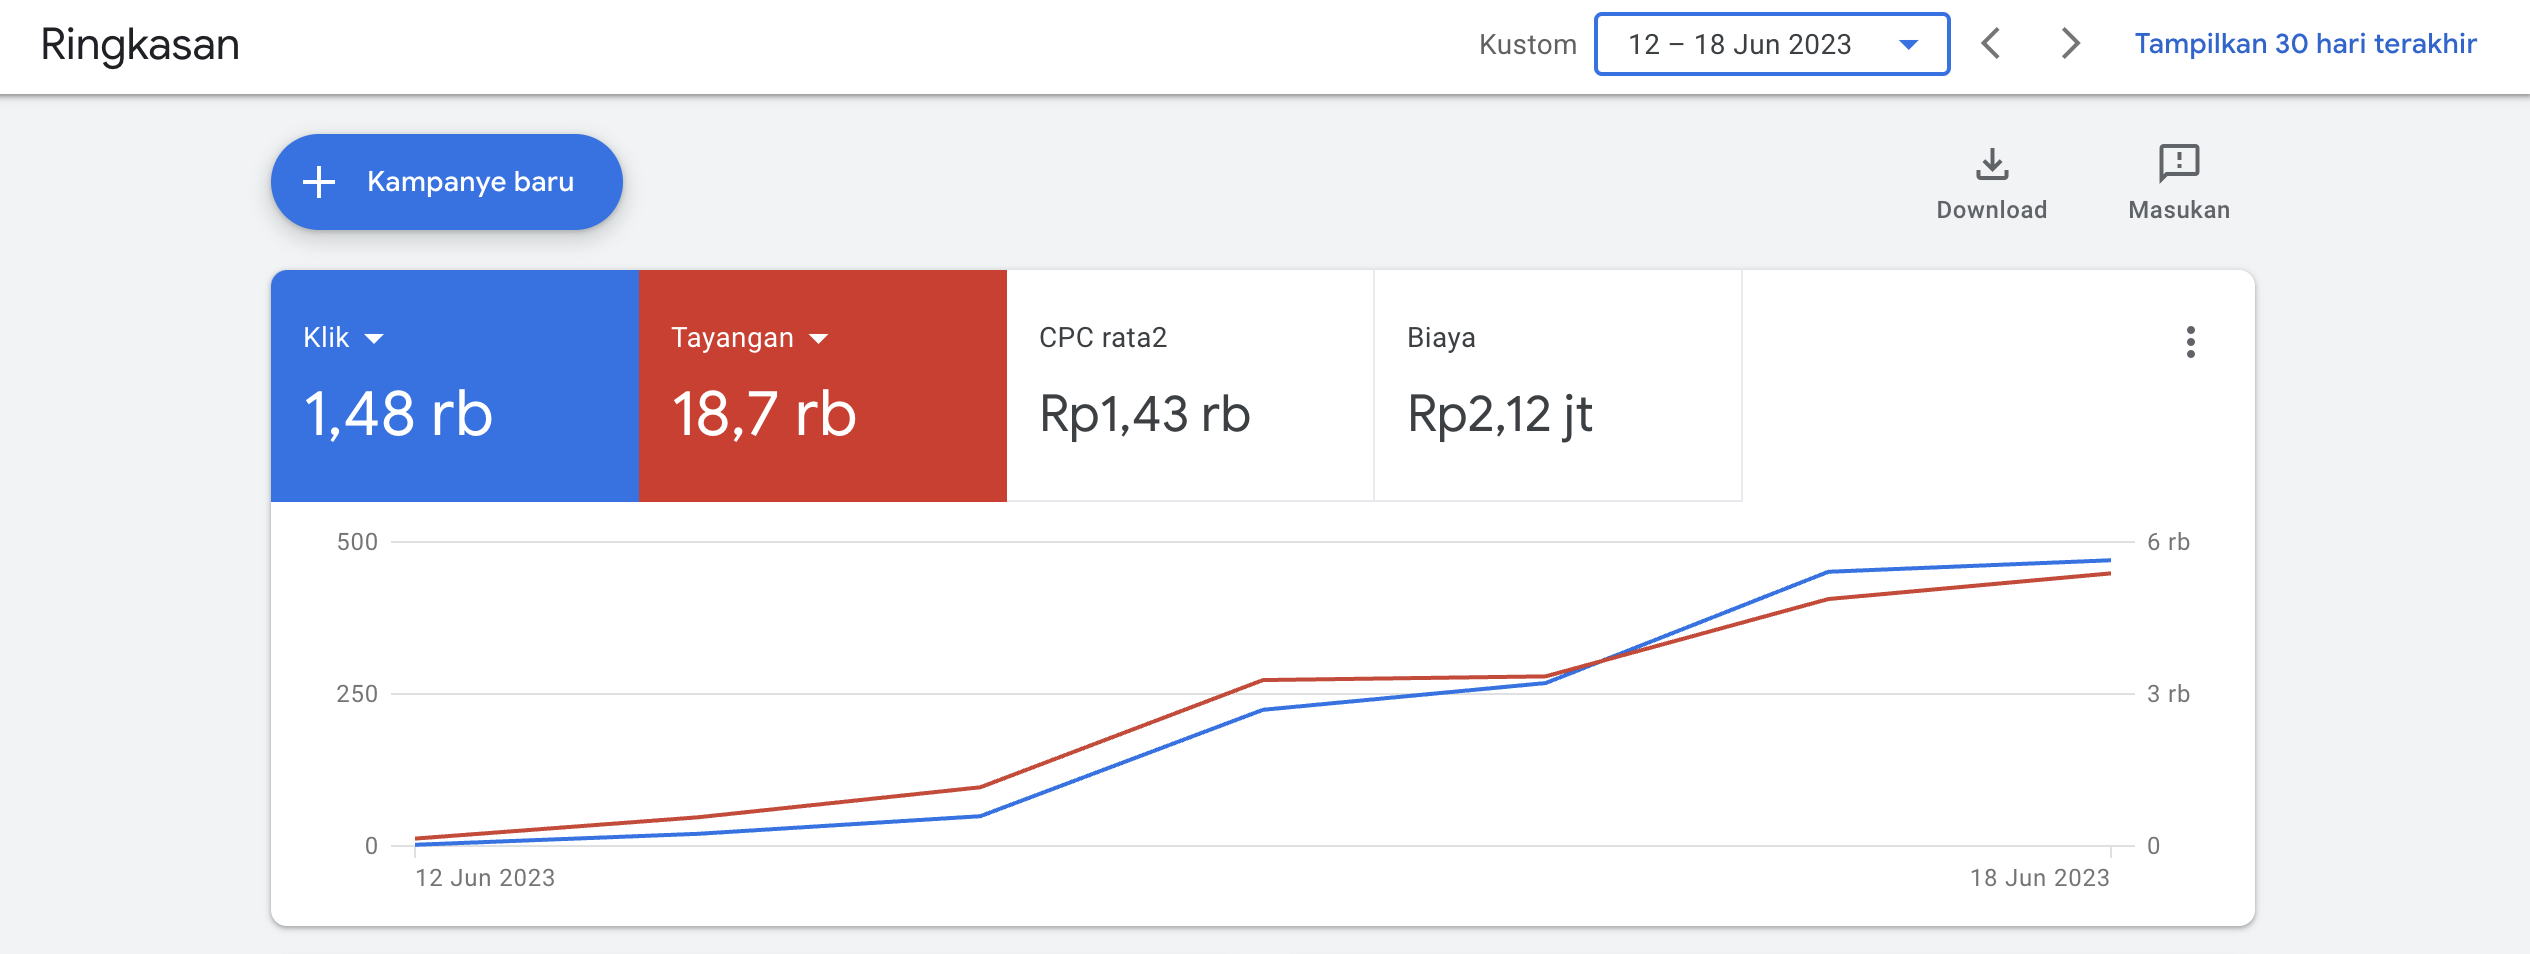 Ringkasan
Kustom
12 – 18 Jun 2023
Tampilkan 30 hari terakhir
Kampanye baru
Download
Masukan
Klik
1,48 rb
Tayangan
18,7 rb
CPC rata2
Rp1,43 rb
Biaya
Rp2,12 jt
500
250
0
6 rb
3 rb
0
12 Jun 2023
18 Jun 2023